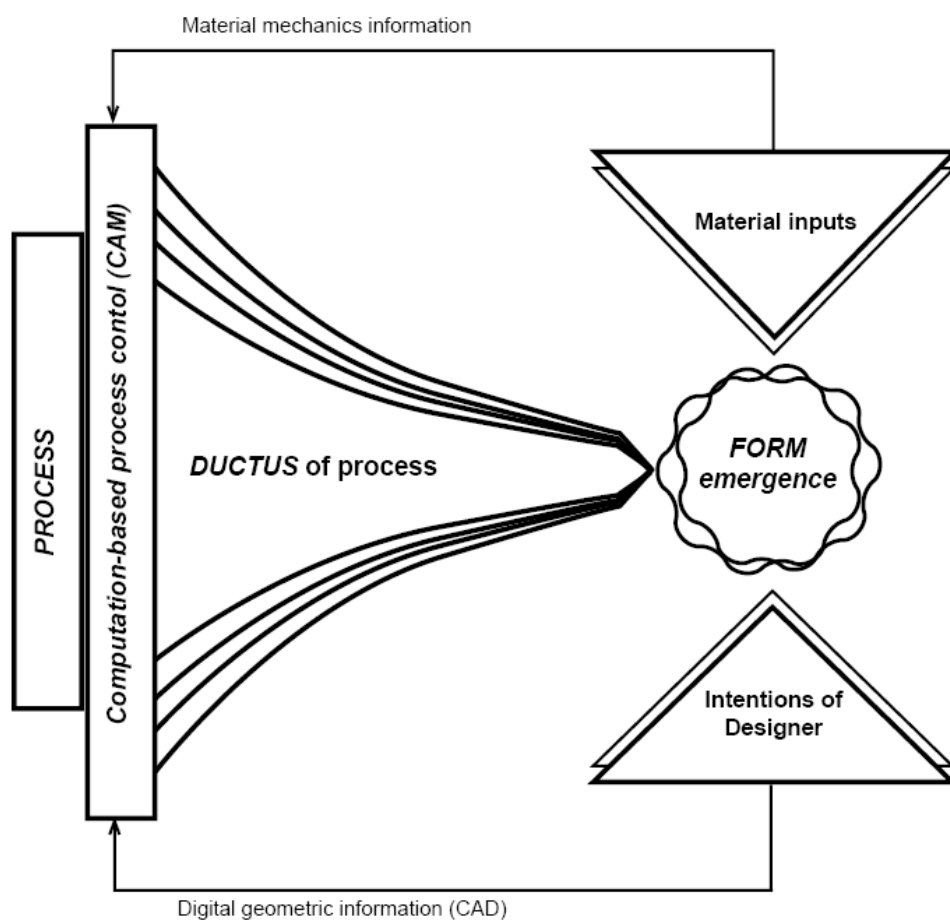 Material mechanics information
Material inputs
PROCESS
Computation-based process contol (CAM)
DUCTUS of process
FORM
emergence
Intentions of
Designer
Digital geometric information (CAD)